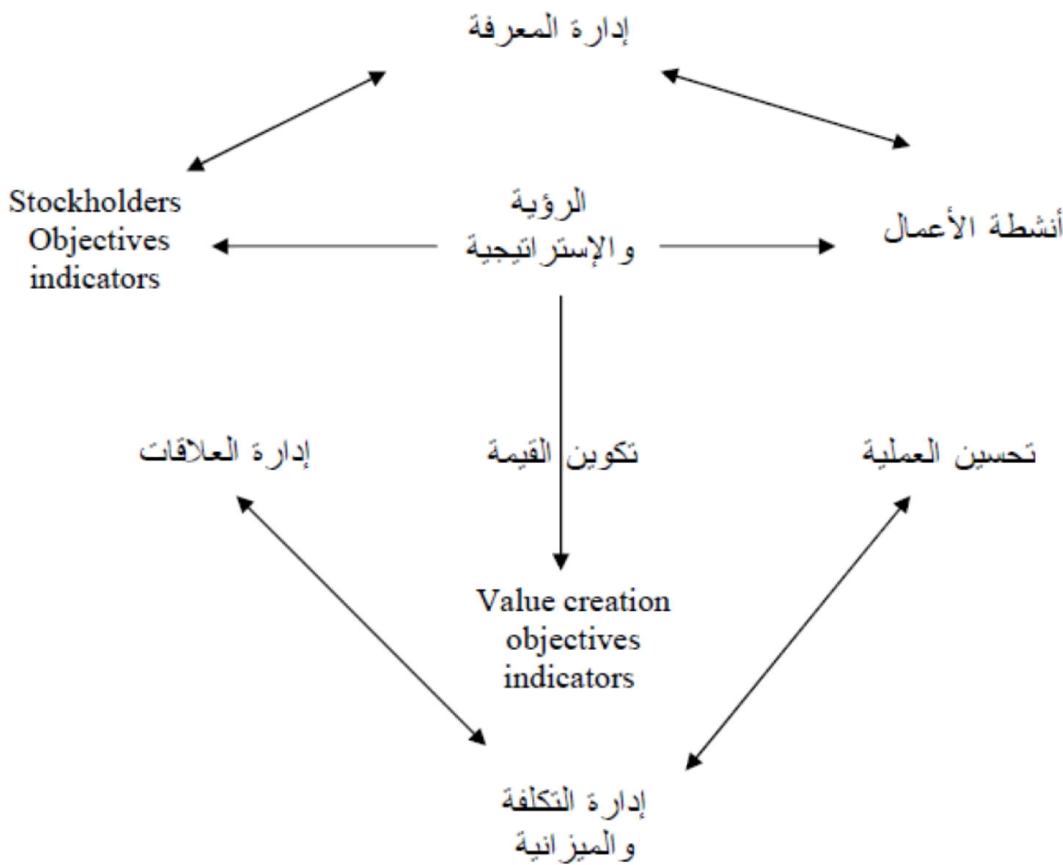 إدارة المعرفة
Stockholders
Objectives
indicators
الرؤية
والإستراتيجية
أنشطة الأعمال
إدارة العلاقات
تكوين القيمة
تحسين العملية
Value creation
objectives
indicators
إدارة التكلفة
والميزانية